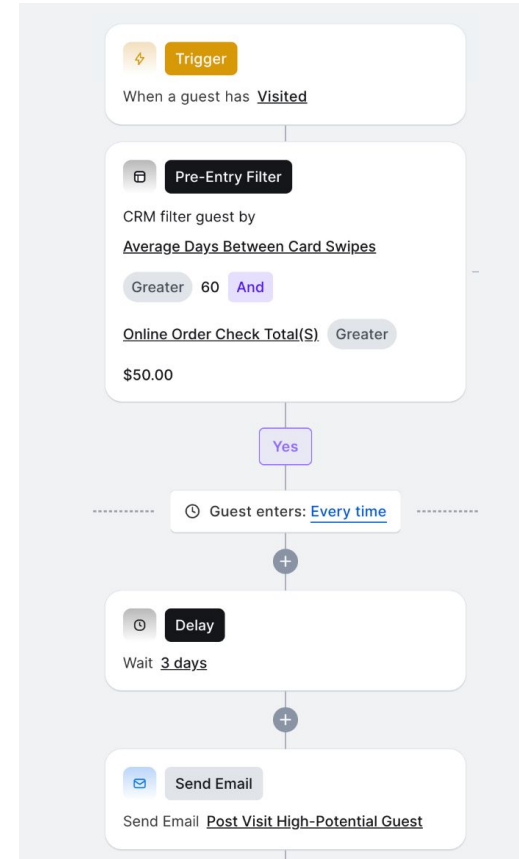 Trigger
When a guest has Visited
Pre-Entry Filter
CRM filter guest by
Average Days Between Card Swipes
Greater 60 And
Online Order Check Total(S) Greater
$50.00
Yes
Guest enters: Every time
Delay
Wait 3 days
Send Email
Send Email Post Visit High-Potential Guest